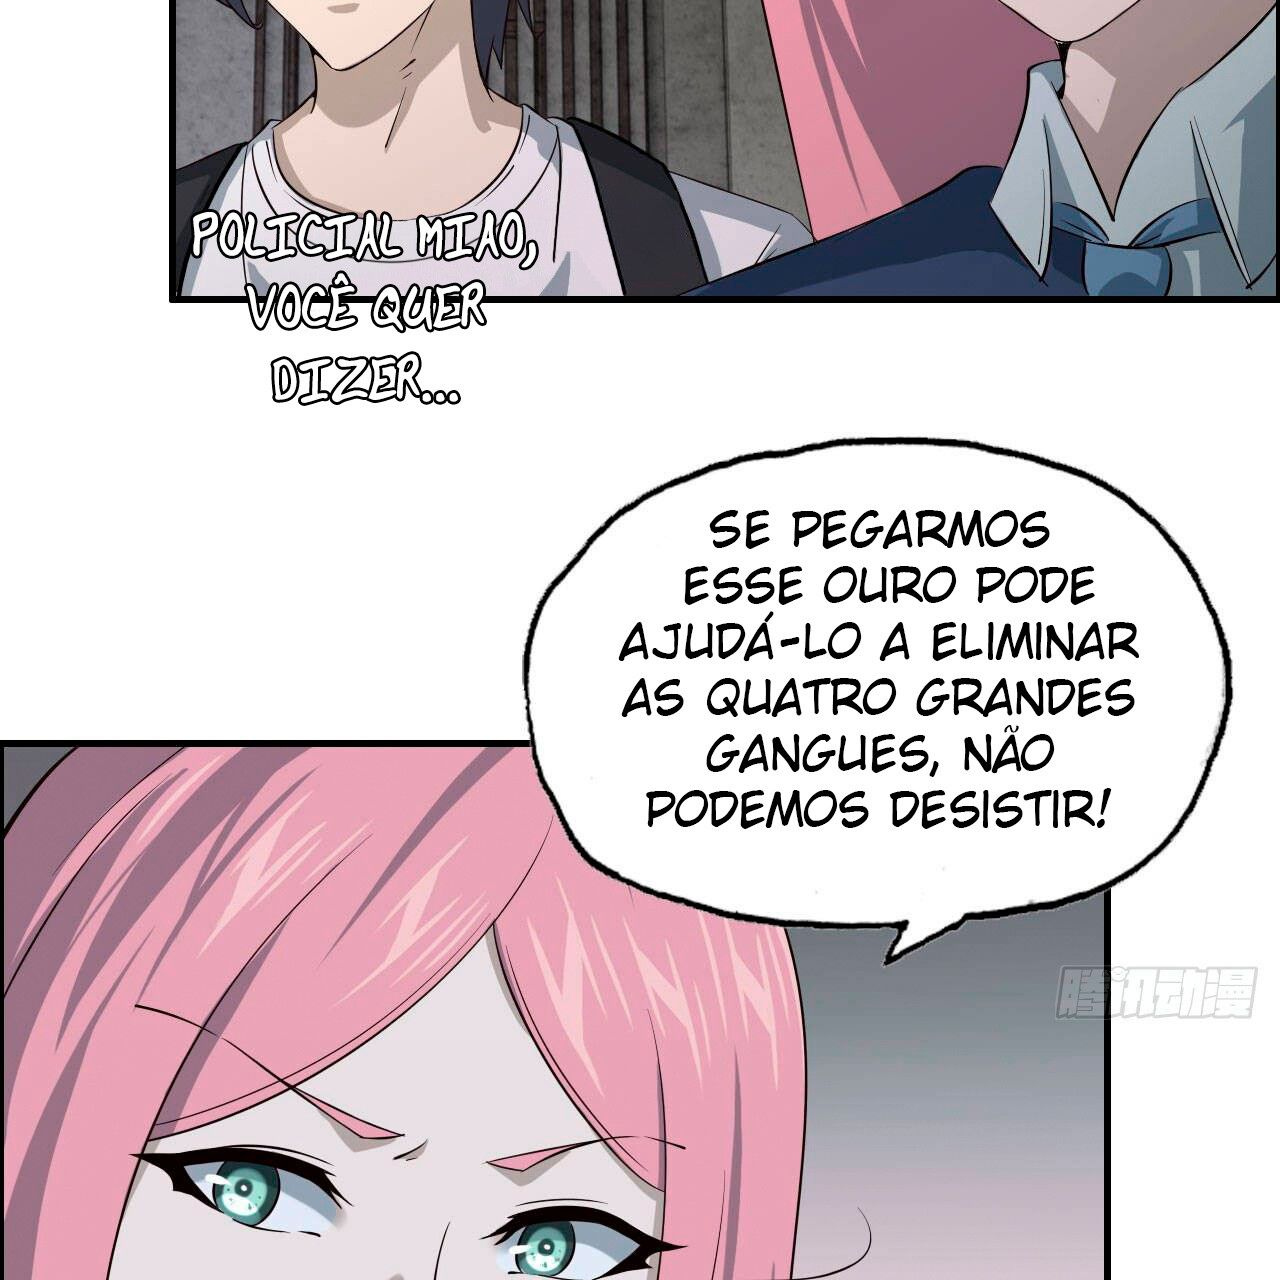 POLICIAL MIAO,
VOCÊ QUER
DIZER...
SE PEGARMOS
ESSE OURO PODE
AJUDÁ-LO A ELIMINAR
AS QUATRO GRANDES
GANGUES, NÃO
PODEMOS DESISTIR!
腾讯动漫